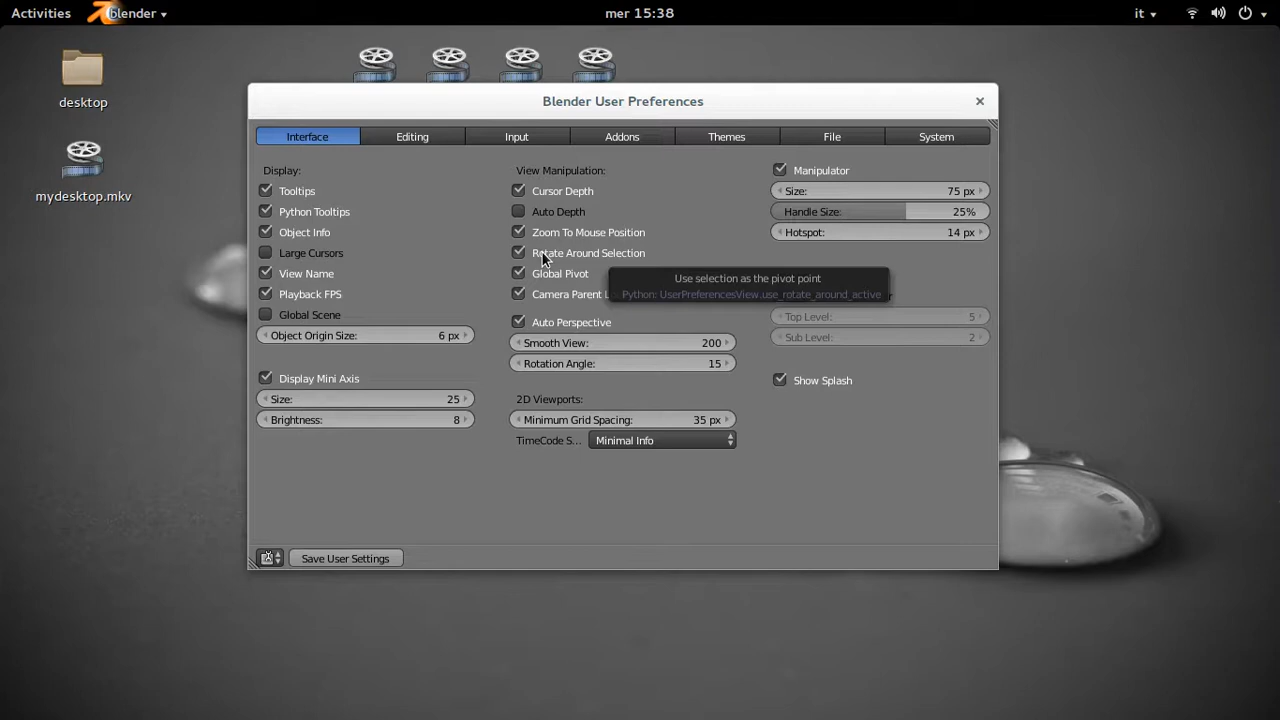 Activities
blender
mer 15:38
it
desktop
mydesktop.mkv
Blender User Preferences
Interface
Editing
Input
Addons
Themes
File
System
Display:
Tooltips
Python Tooltips
Object Info
Large Cursors
View Name
Playback FPS
Global Scene
Object Origin Size: 6 px
Display Mini Axis
Size: 25
Brightness: 8
View Manipulation:
Cursor Depth
Auto Depth
Zoom To Mouse Position
Rotate Around Selection
Global Pivot
Camera Parent
Auto Perspective
Smooth View: 200
Rotation Angle: 15
2D Viewports:
Minimum Grid Spacing: 35 px
TimeCode S... Minimal Info
Manipulator
Size: 75 px
Handle Size: 25%
Hotspot: 14 px
Use selection as the pivot point
Python: UserPreferencesView.use_rotate_around_active
Top Level: 5
Sub Level: 2
Show Splash
Save User Settings